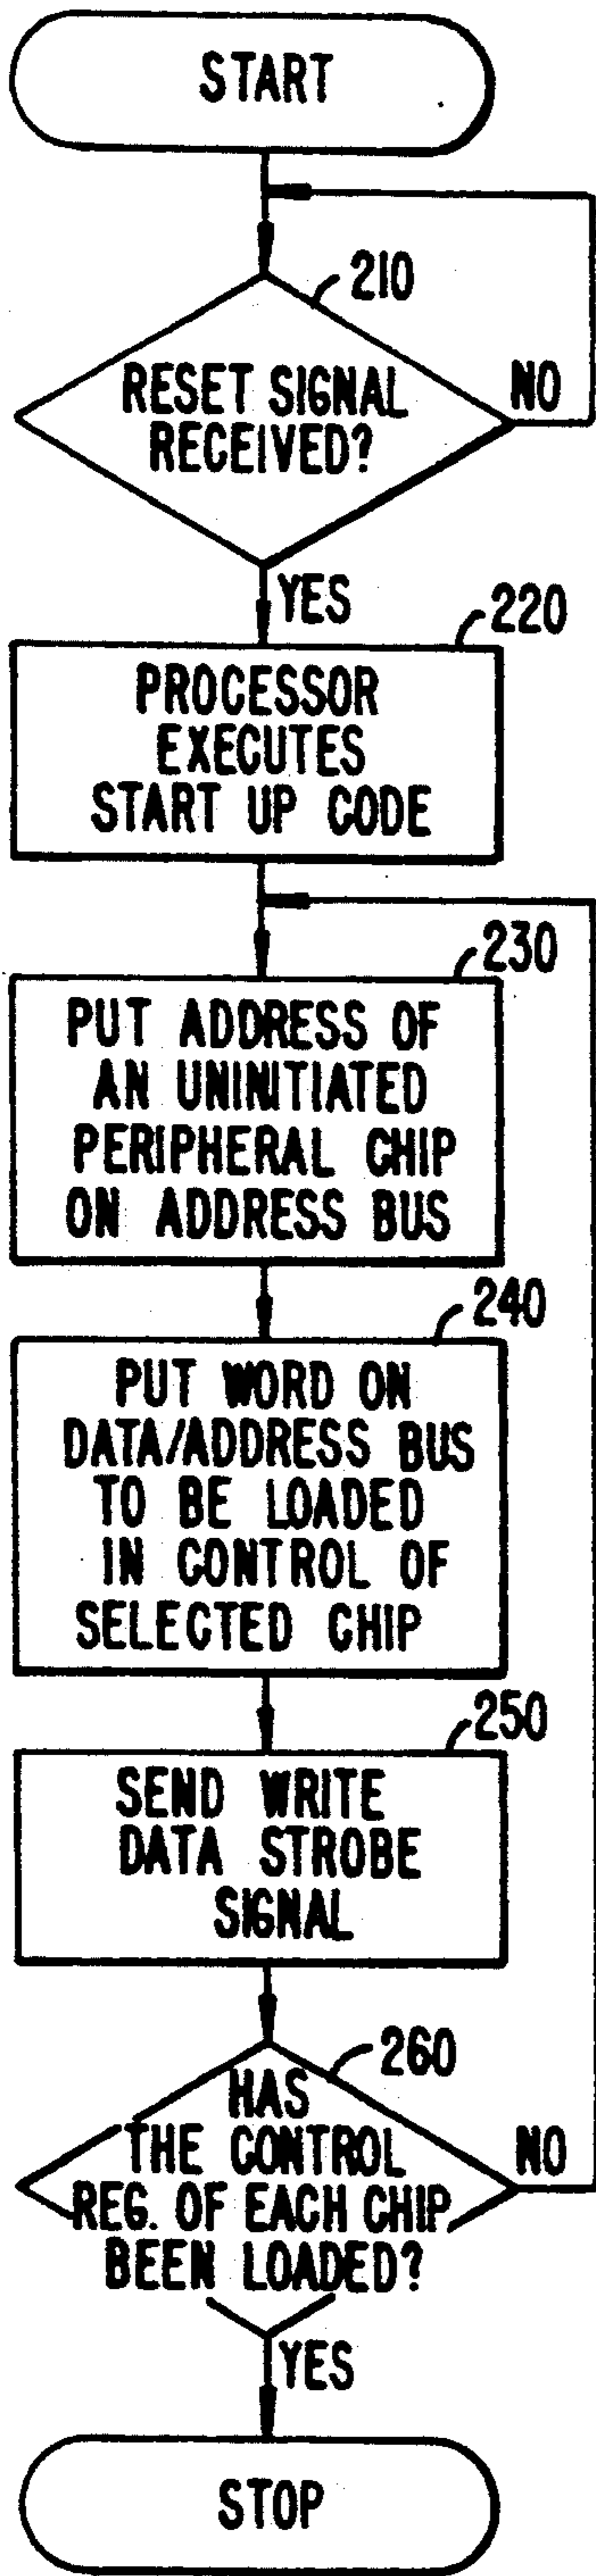 START
210
RESET SIGNAL
RECEIVED?
NO
YES
220
PROCESSOR
EXECUTES
START UP CODE
230
PUT ADDRESS OF
AN UNINITIATED
PERIPHERAL CHIP
ON ADDRESS BUS
240
PUT WORD ON
DATA/ADDRESS BUS
TO BE LOADED
IN CONTROL OF
SELECTED CHIP
250
SEND WRITE
DATA STROBE
SIGNAL
260
HAS
THE CONTROL
REG. OF EACH CHIP
BEEN LOADED?
NO
YES
STOP